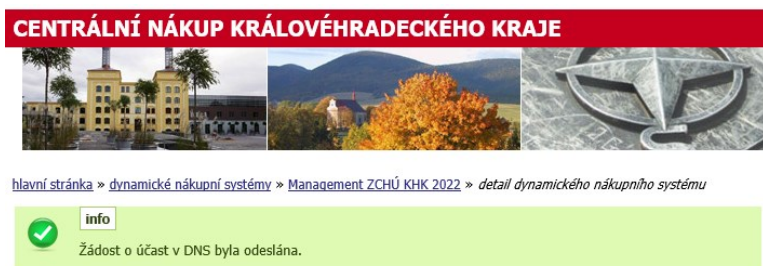 CENTRÁLNÍ NÁKUP KRÁLOVÉHRADECKÉHO KRAJE
hlavní stránka » dynamické nákupní systémy » Management ZCHÚ KHK 2022 » detail dynamického nákupního systému
info
Žádost o účast v DNS byla odeslána.